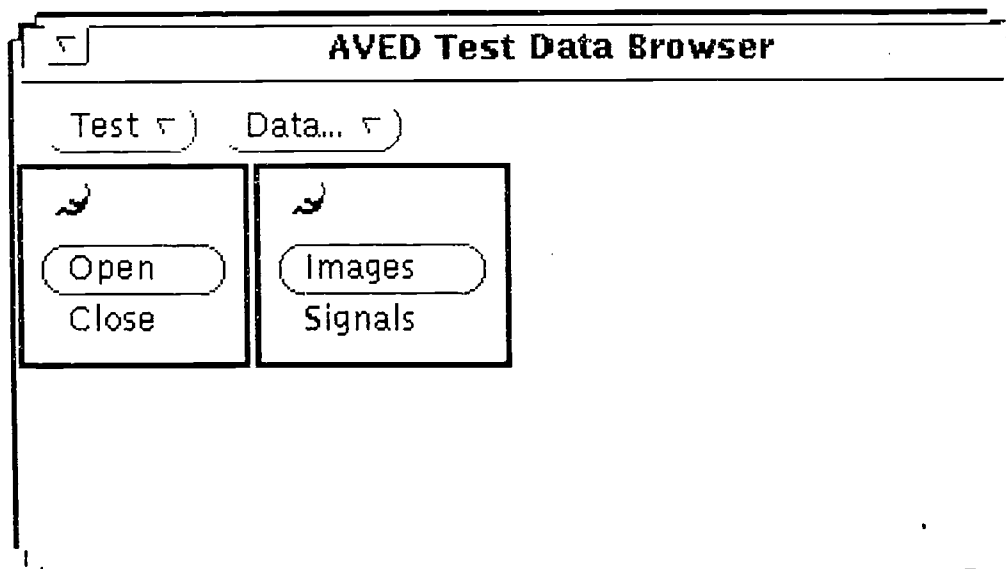 AVED Test Data Browser
Test Data...
Open Images
Close Signals